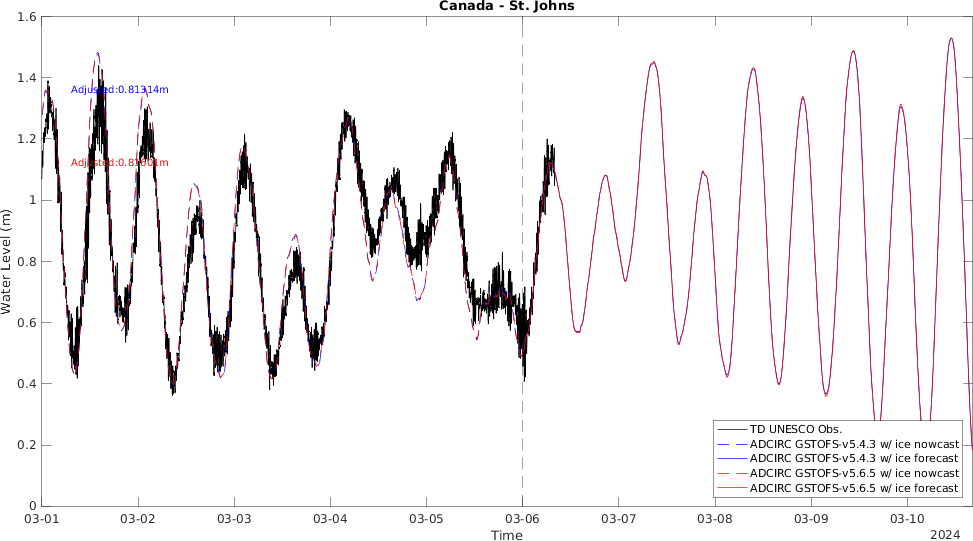 Canada - St. Johns
1.6
1.4
1.2
1
0.8
0.6
0.4
0.2
0
Water Level (m)
Adjusted:0.81314m
03-01
03-02
03-03
03-04
03-05
03-06
03-07
03-08
03-09
03-10
Time
2024
TD UNESCO Obs.
ADCIRC GSTOFS-v5.4.3 w/ ice nowcast
ADCIRC GSTOFS-v5.4.3 w/ ice forecast
ADCIRC GSTOFS-v5.6.5 w/ ice nowcast
ADCIRC GSTOFS-v5.6.5 w/ ice forecast